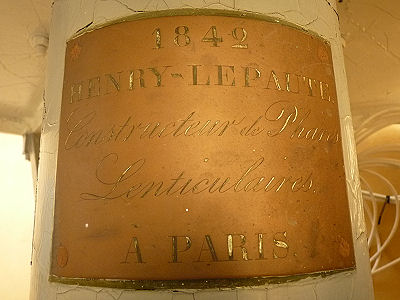 1842
HENRY-LEPAUTE.
Constructeur de Phares
Lenticulaires.
À PARIS.